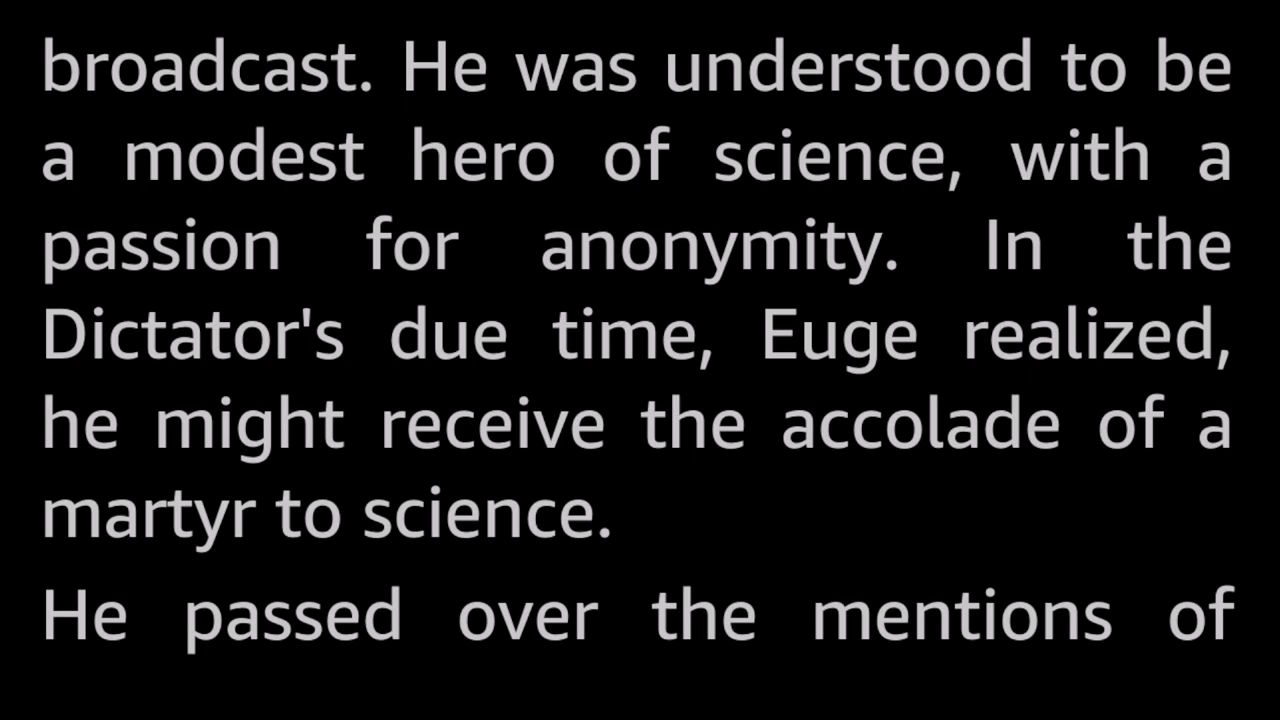 broadcast. He was understood to be
a modest hero of science, with a
passion for anonymity. In the
Dictator's due time, Euge realized,
he might receive the accolade of a
martyr to science.
He passed over the mentions of